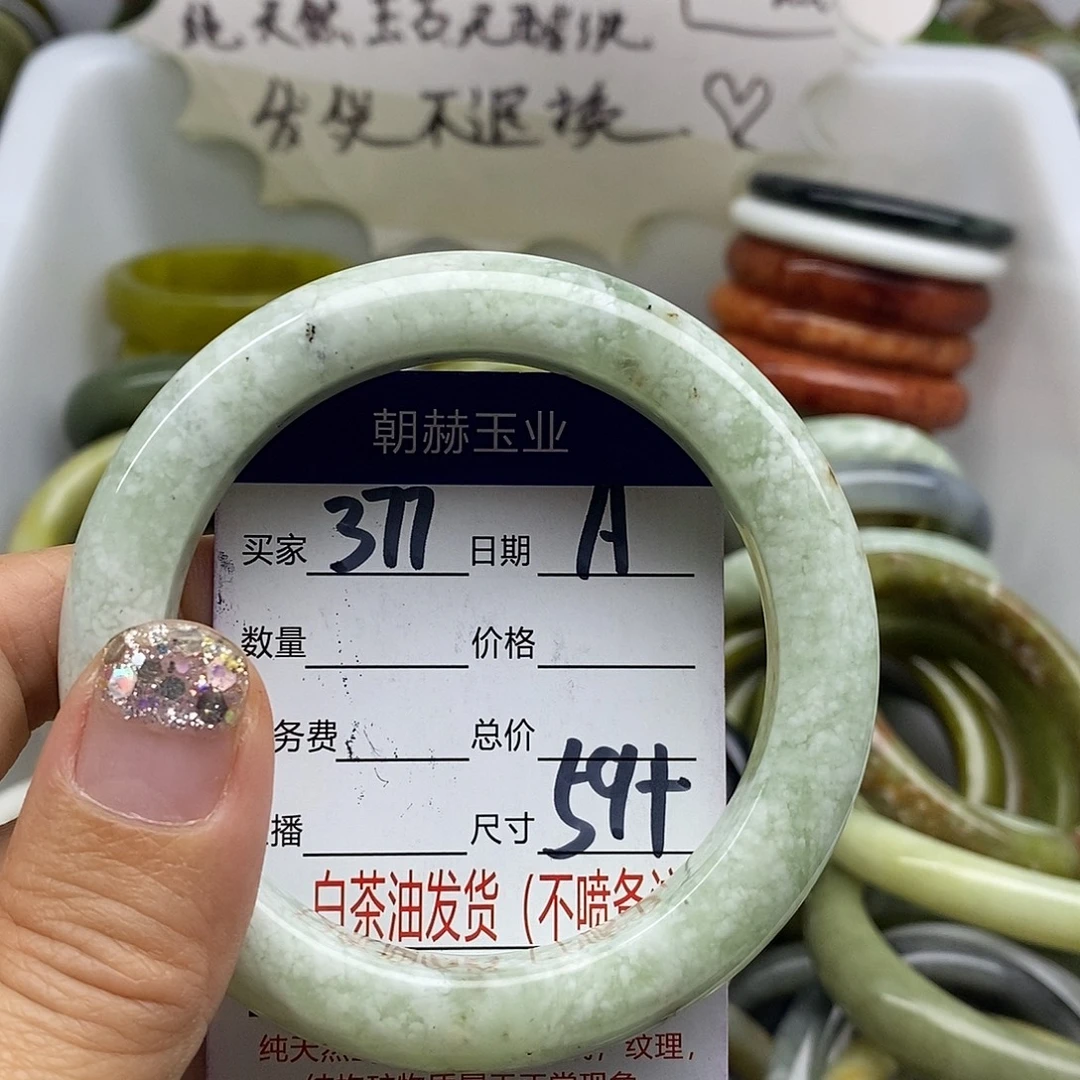 纯天然玉石无酸洗
售出不退换
朝赫玉业
买家 377 日期 A
数量 价格
务费 总价
播 尺寸 59+
白茶油发货（不喷
纯天然 纹理，